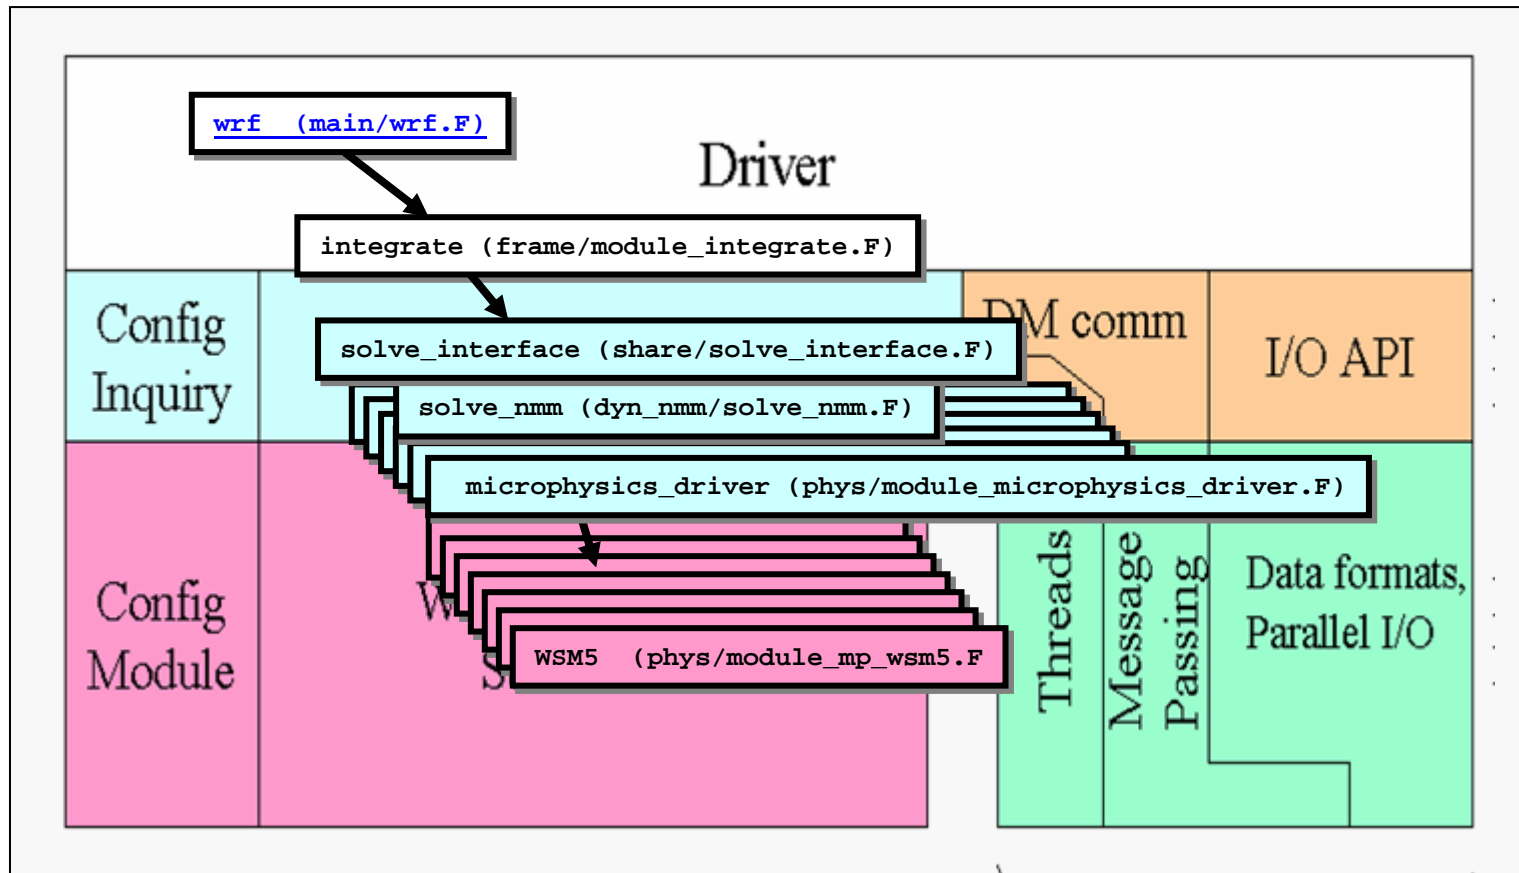 wrf (main/wrf.F)
Driver
integrate (frame/module_integrate.F)
Config
Inquiry
solve_interface (share/solve_interface.F)
DM comm
I/O API
solve_nmm (dyn_nmm/solve_nmm.F)
microphysics_driver (phys/module_microphysics_driver.F)
Config
Module
WSM5 (phys/module_mp_wsm5.F
Threads
Message
Passing
Data formats,
Parallel I/O